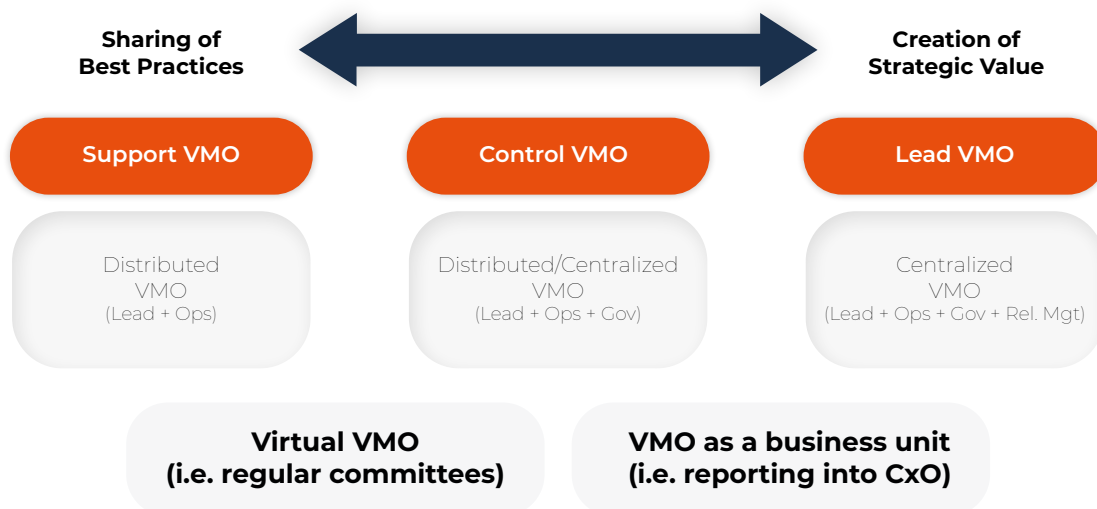 Sharing of
Best Practices
Creation of
Strategic Value
Support VMO
Control VMO
Lead VMO
Distributed
VMO
(Lead + Ops)
Distributed/Centralized
VMO
(Lead + Ops + Gov)
Centralized
VMO
(Lead + Ops + Gov + Rel. Mgt)
Virtual VMO
(i.e. regular committees)
VMO as a business unit
(i.e. reporting into CxO)